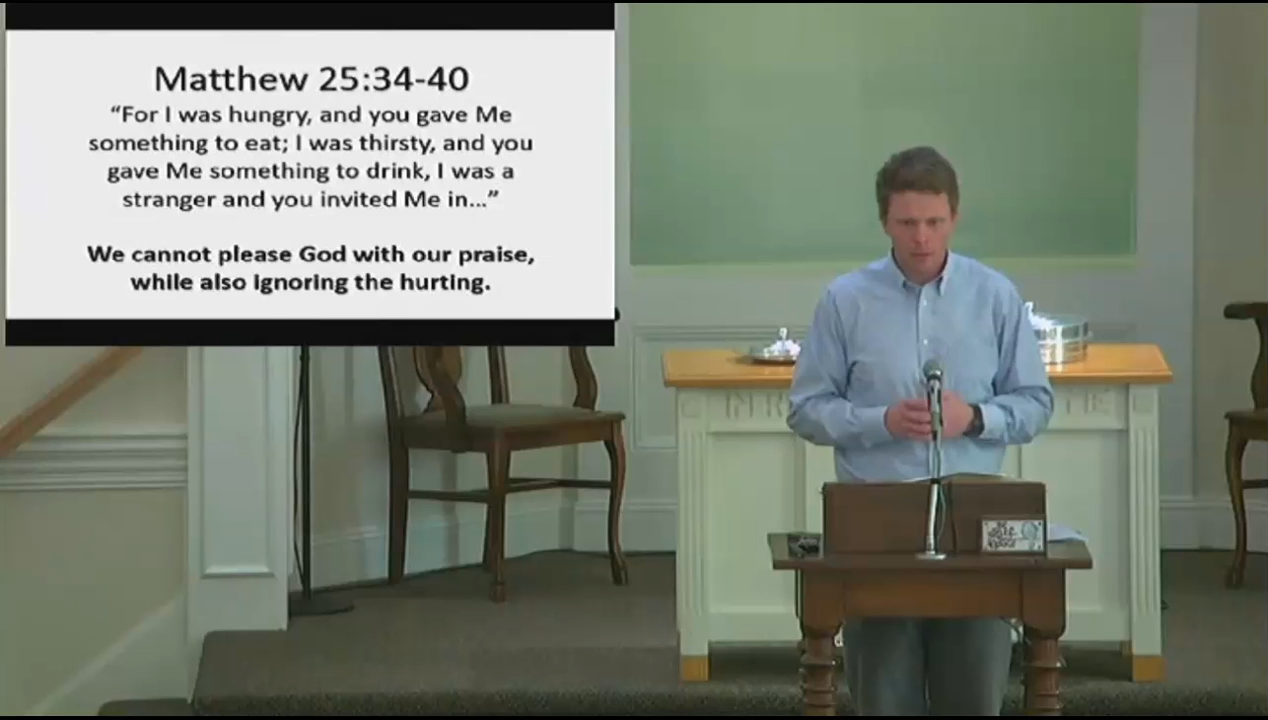 Matthew 25:34-40
“For I was hungry, and you gave Me
something to eat; I was thirsty, and you
gave Me something to drink, I was a
stranger and you invited Me in...”
We cannot please God with our praise,
while also ignoring the hurting.